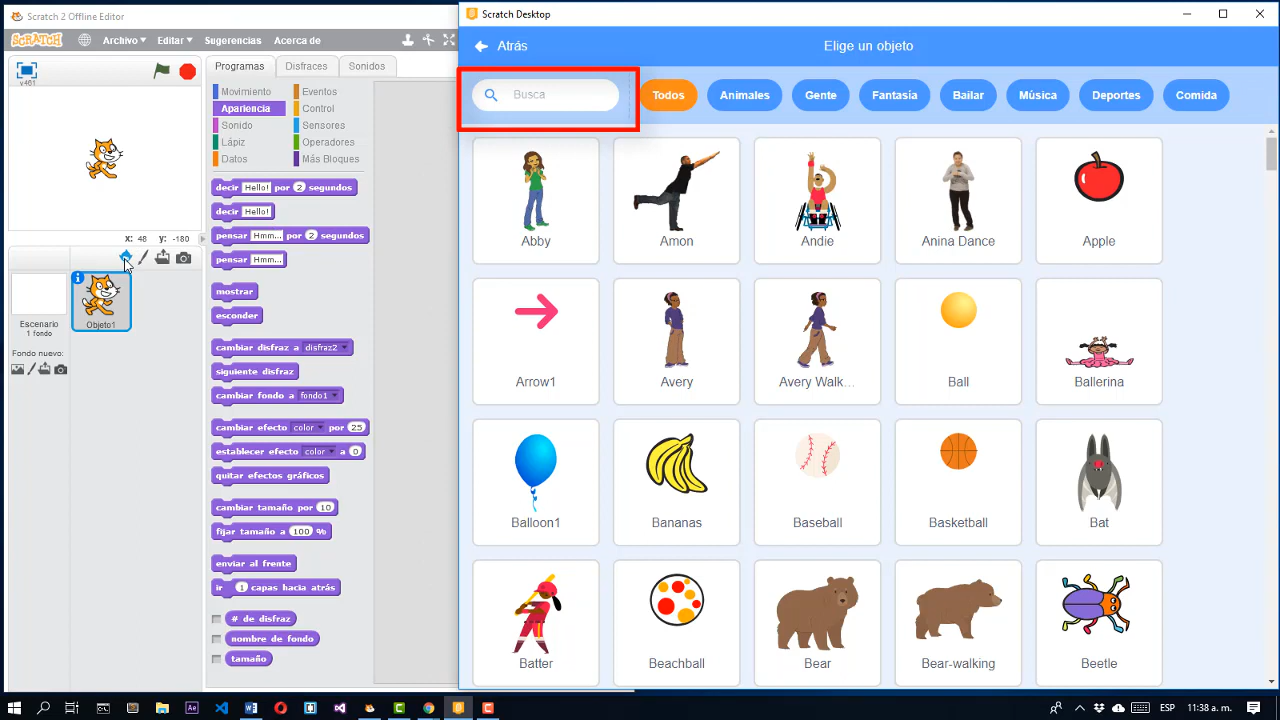 Scratch 2 Offline Editor
SCRATCH
Archivo
Editar
Sugerencias
Acerca de
v461
x: 48 y: -180
Escenario
1 fondo
Objeto1
Fondo nuevo:
Programas
Disfraces
Sonidos
Movimiento
Eventos
Apariencia
Control
Sonido
Sensores
Lápiz
Operadores
Datos
Más Bloques
decir Hello! por 2 segundos
decir Hello!
pensar Hmm... por 2 segundos
pensar Hmm...
mostrar
esconder
cambiar disfraz a disfraz2
siguiente disfraz
cambiar fondo a fondo1
cambiar efecto color por 25
establecer efecto color a 0
quitar efectos gráficos
cambiar tamaño por 10
fijar tamaño a 100 %
enviar al frente
ir 1 capas hacia atrás
# de disfraz
nombre de fondo
tamaño
Scratch Desktop
Atrás
Elige un objeto
Busca
Todos
Animales
Gente
Fantasía
Bailar
Música
Deportes
Comida
Abby
Amon
Andie
Anina Dance
Apple
Arrow1
Avery
Avery Walk...
Ball
Ballerina
Balloon1
Bananas
Baseball
Basketball
Bat
Batter
Beachball
Bear
Bear-walking
Beetle
ESP
11:38 a. m.